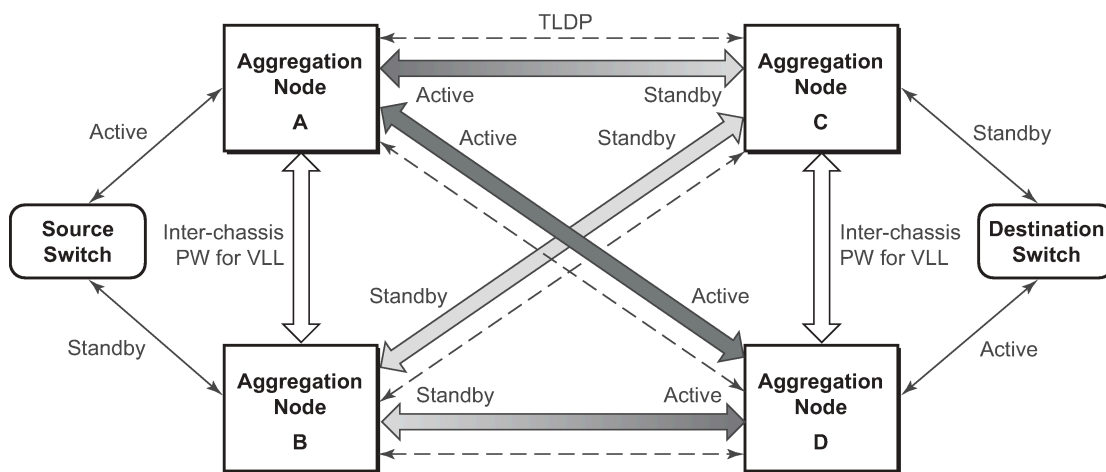 TLDP
Aggregation
Node
A
Aggregation
Node
C
Active
Standby
Active
Standby
Active
Standby
Source
Switch
Inter-chassis
PW for VLL
Inter-chassis
PW for VLL
Destination
Switch
Standby
Active
Standby
Active
Aggregation
Node
B
Standby
Active
Aggregation
Node
D